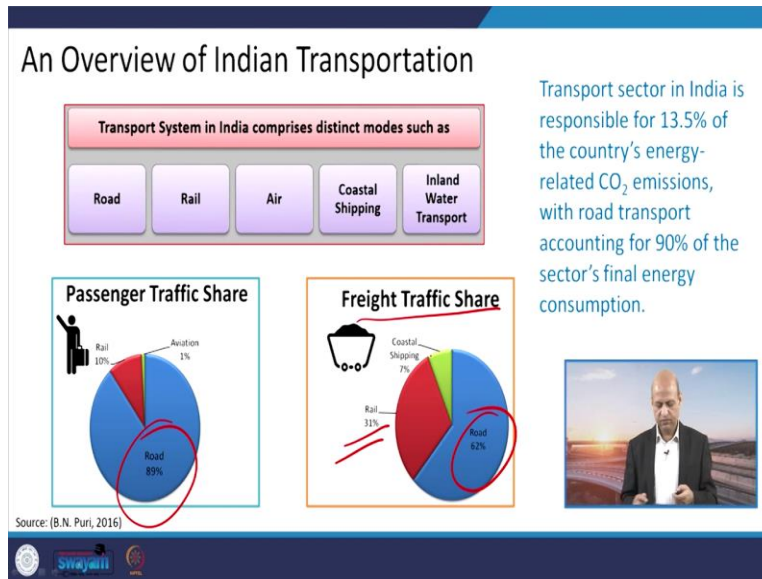 An Overview of Indian Transportation
Transport System in India comprises distinct modes such as
Road
Rail
Air
Coastal
Shipping
Inland
Water
Transport
Transport sector in India is
responsible for 13.5% of
the country's energy-
related CO₂ emissions,
with road transport
accounting for 90% of the
sector's final energy
consumption.
Passenger Traffic Share
Rail
10%
Aviation
1%
Road
89%
Freight Traffic Share
Coastal
Shipping
7%
Rail
31%
Road
62%
Source: (B.N. Puri, 2016)
swayam